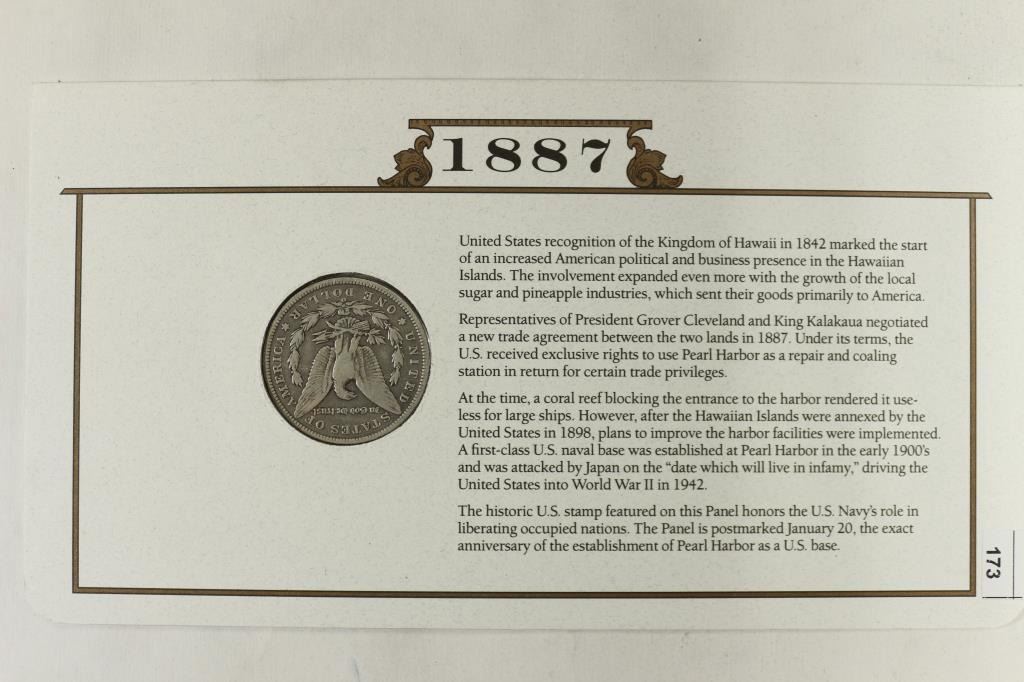 1887
United States recognition of the Kingdom of Hawaii in 1842 marked the start
of an increased American political and business presence in the Hawaiian
Islands. The involvement expanded even more with the growth of the local
sugar and pineapple industries, which sent their goods primarily to America.
Representatives of President Grover Cleveland and King Kalakaua negotiated
a new trade agreement between the two lands in 1887. Under its terms, the
U.S. received exclusive rights to use Pearl Harbor as a repair and coaling
station in return for certain trade privileges.
At the time, a coral reef blocking the entrance to the harbor rendered it use-
less for large ships. However, after the Hawaiian Islands were annexed by the
United States in 1898, plans to improve the harbor facilities were implemented.
A first-class U.S. naval base was established at Pearl Harbor in the early 1900's
and was attacked by Japan on the “date which will live in infamy,” driving the
United States into World War II in 1942.
The historic U.S. stamp featured on this Panel honors the U.S. Navy's role in
liberating occupied nations. The Panel is postmarked January 20, the exact
anniversary of the establishment of Pearl Harbor as a U.S. base.
UNITED STATES OF AMERICA
In God we trust
ONE DOLLAR
173